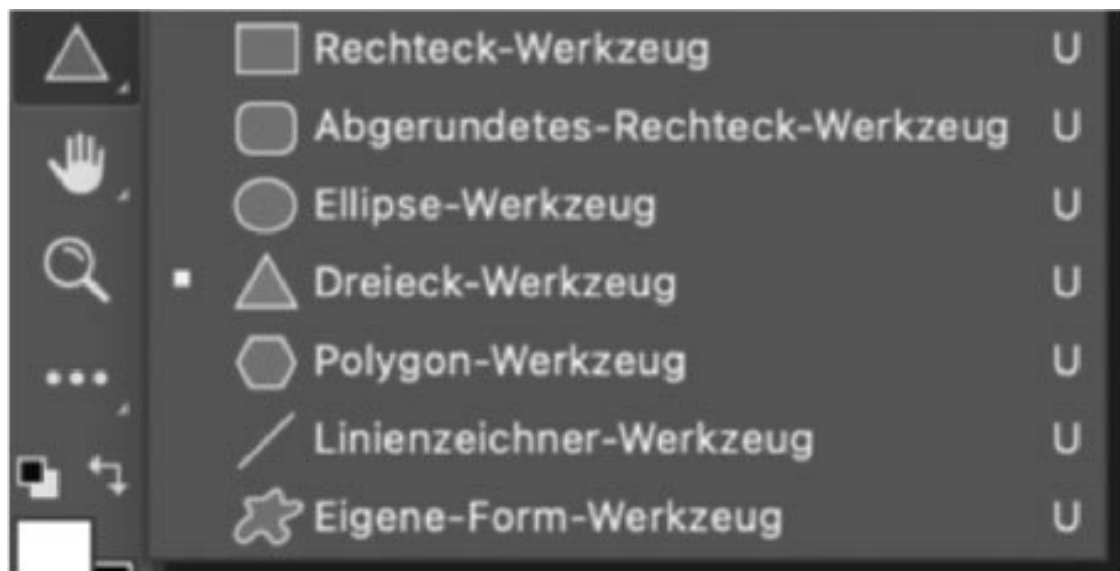 Rechteck-Werkzeug U
Abgerundetes-Rechteck-Werkzeug U
Ellipse-Werkzeug U
Dreieck-Werkzeug U
Polygon-Werkzeug U
Linienzeichner-Werkzeug U
Eigene-Form-Werkzeug U